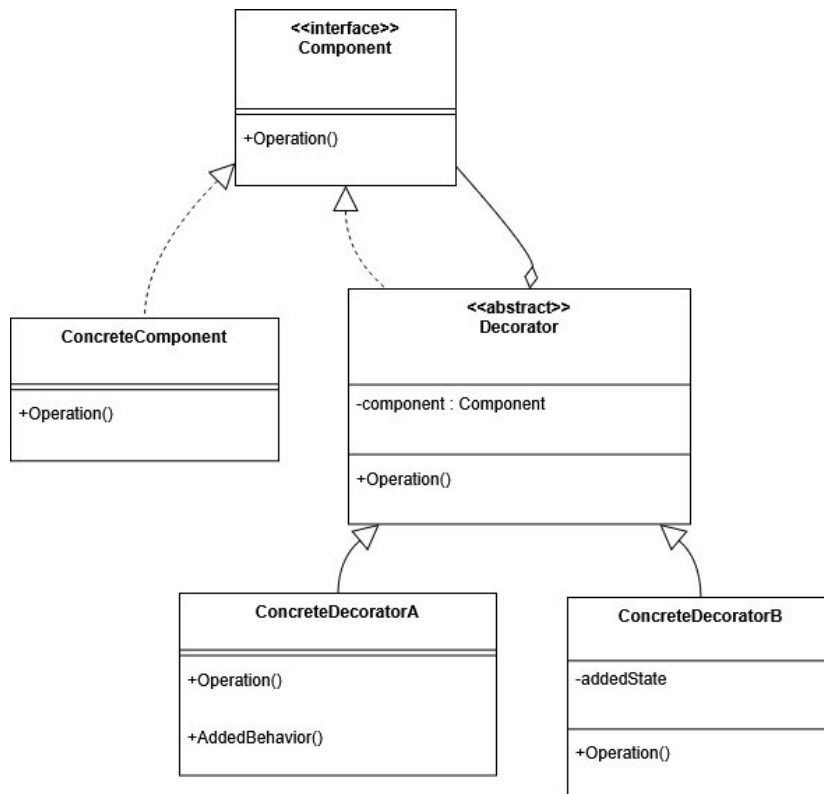 <<interface>>
Component
+Operation()
ConcreteComponent
+Operation()
<<abstract>>
Decorator
-component : Component
+Operation()
ConcreteDecoratorA
+Operation()
+AddedBehavior()
ConcreteDecoratorB
-addedState
+Operation()